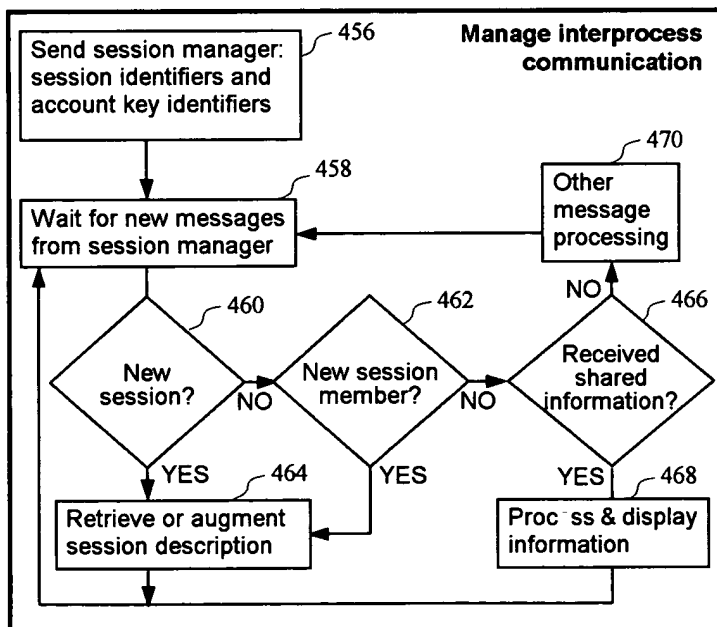 Manage interprocess
communication
Send session manager:
session identifiers and
account key identifiers
456
458
Wait for new messages
from session manager
470
Other
message
processing
NO
460
New
session?
NO
462
New session
member?
NO
466
Received
shared
information?
YES
464
Retrieve or augment
session description
YES
YES
468
Proc ss & display
information